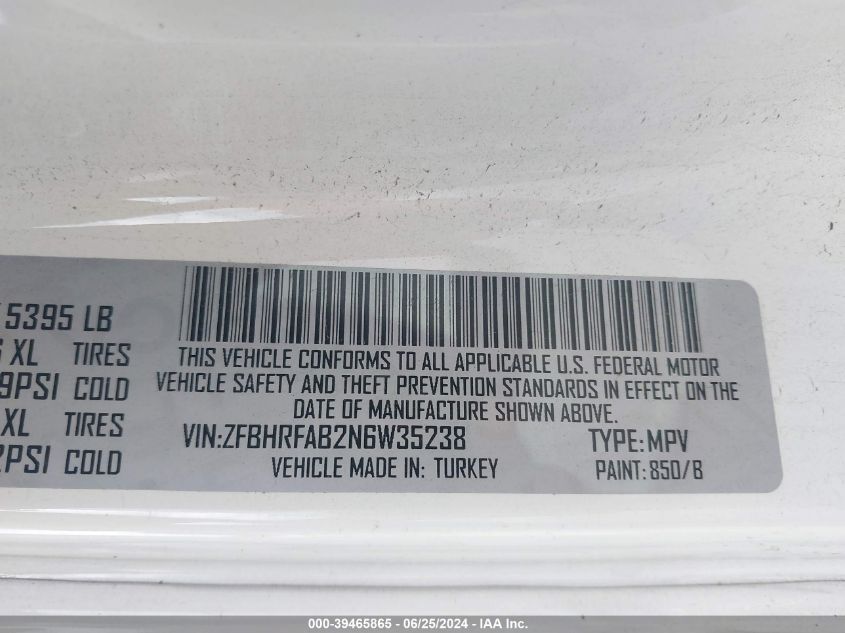 5395 LB
XL TIRES
9PSI COLD
XL TIRES
PSI COLD
THIS VEHICLE CONFORMS TO ALL APPLICABLE U.S. FEDERAL MOTOR
VEHICLE SAFETY AND THEFT PREVENTION STANDARDS IN EFFECT ON THE
DATE OF MANUFACTURE SHOWN ABOVE.
VIN:ZFBHRFAB2N6W35238 TYPE:MPV
VEHICLE MADE IN: TURKEY PAINT:850/B
000-39465865 - 06/25/2024 - IAA Inc.